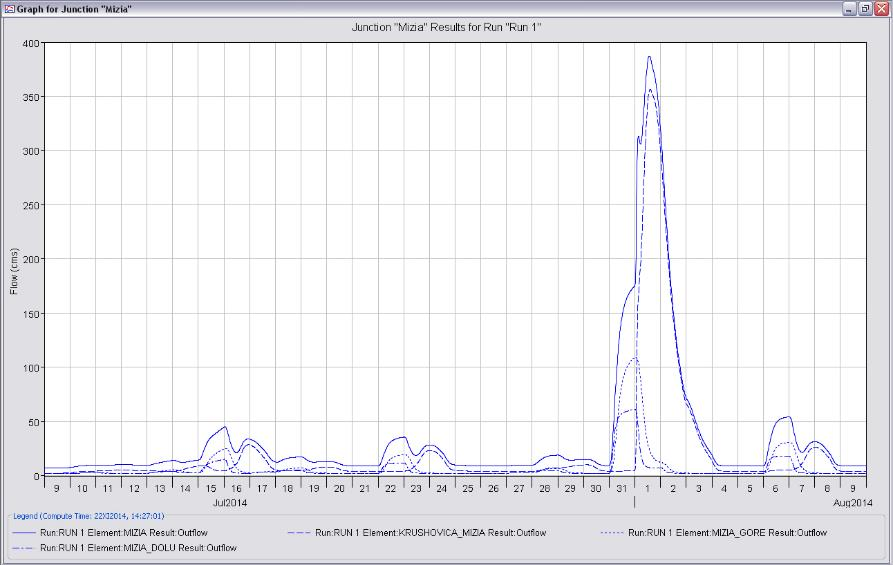 Graph for Junction "Mizia"
Junction "Mizia" Results for Run "Run 1"
400
350
300
250
200
150
100
50
0
Flow (cms)
9 10 11 12 13 14 15 16 17 18 19 20 21 22 23 24 25 26 27 28 29 30 31 1 2 3 4 5 6 7 8 9
Jul2014 Aug2014
Legend (Compute Time: 22XI2014, 14:27:01)
Run:RUN 1 Element:MIZIA Result:Outflow Run:RUN 1 Element:KRUSHOVICA_MIZIA Result:Outflow Run:RUN 1 Element:MIZIA_GORE Result:Outflow
Run:RUN 1 Element:MIZIA_DOLU Result:Outflow